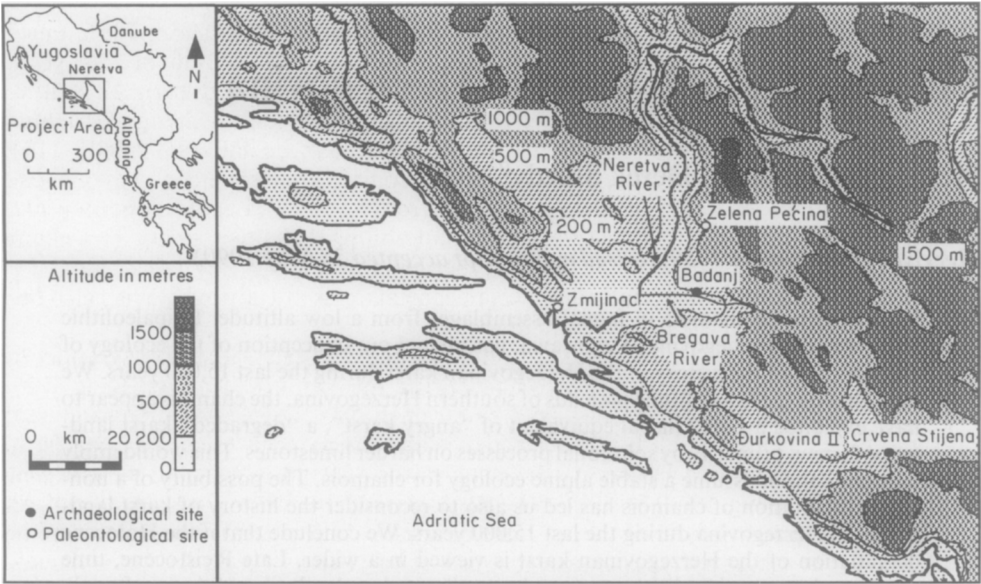 Danube
Yugoslavia
Neretva
N
Project Area
Albania
0 300
km
Greece
Altitude in metres
1500
1000
500
200
0
0 km 20
Archeological site
Paleontological site
1000 m
500 m
Neretva
River
200 m
Zelena Pećina
1500 m
Badanj
Zmijinac
Bregava
River
Đurkovina II
Crvena Stijena
Adriatic Sea